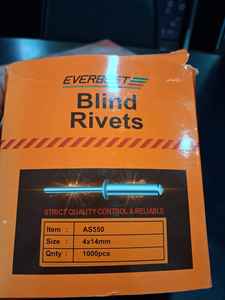 EVERBEST
Blind
Rivets
STRICT QUALITY CONTROL & RELIABLE
Item : AS550
Size : 4x14mm
Qnty : 1000pcs